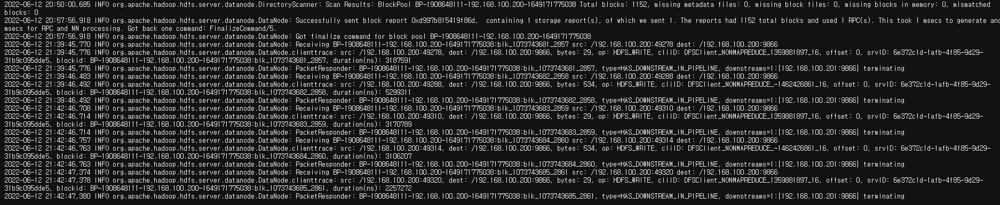 2022-06-12 20:50:00,685 INFO org.apache.hadoop.hdfs.server.datanode.DirectoryScanner: Scan Results: BlockPool BP-1908648111-192.168.100.200-1649171775038 Total blocks: 1152, missing metadata files: 0, missing block files: 0, missing blocks in memory: 0, mismatched
blocks: 0
2022-06-12 20:57:56,918 INFO org.apache.hadoop.hdfs.server.datanode.DataNode: Successfully sent block report 0xd997b815419f86d,  containing 1 storage report(s), of which we sent 1. The reports had 1152 total blocks and used 1 RPC(s). This took 1 msecs to generate and
msecs for RPC and NN processing. Got back one command: FinalizeCommand/5.
2022-06-12 20:57:56,918 INFO org.apache.hadoop.hdfs.server.datanode.DataNode: Got finalize command for block pool BP-1908648111-192.168.100.200-1649171775038
2022-06-12 21:39:45,770 INFO org.apache.hadoop.hdfs.server.datanode.DataNode: Receiving BP-1908648111-192.168.100.200-1649171775038:blk_1073743681_2857 src: /192.168.100.200:49278 dest: /192.168.100.200:9866
2022-06-12 21:39:45,776 INFO org.apache.hadoop.hdfs.server.datanode.DataNode.clienttrace: src: /192.168.100.200:49278, dest: /192.168.100.200:9866, bytes: 29, op: HDFS_WRITE, cliID: DFSClient_NONMAPREDUCE_1359881897_16, offset: 0, srvID: 6e372c1d-1afb-4f85-9d29-
31b9c095dde5, blockid: BP-1908648111-192.168.100.200-1649171775038:blk_1073743681_2857, duration(ns): 3187591
2022-06-12 21:39:45,776 INFO org.apache.hadoop.hdfs.server.datanode.DataNode: PacketResponder: BP-1908648111-192.168.100.200-1649171775038:blk_1073743681_2857, type=HAS_DOWNSTREAM_IN_PIPELINE, downstreams=1:[192.168.100.201:9866] terminating
2022-06-12 21:39:46,483 INFO org.apache.hadoop.hdfs.server.datanode.DataNode: Receiving BP-1908648111-192.168.100.200-1649171775038:blk_1073743682_2858 src: /192.168.100.200:49288 dest: /192.168.100.200:9866
2022-06-12 21:39:46,492 INFO org.apache.hadoop.hdfs.server.datanode.DataNode.clienttrace: src: /192.168.100.200:49288, dest: /192.168.100.200:9866, bytes: 534, op: HDFS_WRITE, cliID: DFSClient_NONMAPREDUCE_-1462426861_16, offset: 0, srvID: 6e372c1d-1afb-4f85-9d29-
31b9c095dde5, blockid: BP-1908648111-192.168.100.200-1649171775038:blk_1073743682_2858, duration(ns): 5299311
2022-06-12 21:39:46,492 INFO org.apache.hadoop.hdfs.server.datanode.DataNode: PacketResponder: BP-1908648111-192.168.100.200-1649171775038:blk_1073743682_2858, type=HAS_DOWNSTREAM_IN_PIPELINE, downstreams=1:[192.168.100.201:9866] terminating
2022-06-12 21:42:46,708 INFO org.apache.hadoop.hdfs.server.datanode.DataNode: Receiving BP-1908648111-192.168.100.200-1649171775038:blk_1073743683_2859 src: /192.168.100.200:49310 dest: /192.168.100.200:9866
2022-06-12 21:42:46,714 INFO org.apache.hadoop.hdfs.server.datanode.DataNode.clienttrace: src: /192.168.100.200:49310, dest: /192.168.100.200:9866, bytes: 29, op: HDFS_WRITE, cliID: DFSClient_NONMAPREDUCE_1359881897_16, offset: 0, srvID: 6e372c1d-1afb-4f85-9d29-
31b9c095dde5, blockid: BP-1908648111-192.168.100.200-1649171775038:blk_1073743683_2859, duration(ns): 3170789
2022-06-12 21:42:46,714 INFO org.apache.hadoop.hdfs.server.datanode.DataNode: PacketResponder: BP-1908648111-192.168.100.200-1649171775038:blk_1073743683_2859, type=HAS_DOWNSTREAM_IN_PIPELINE, downstreams=1:[192.168.100.201:9866] terminating
2022-06-12 21:42:46,757 INFO org.apache.hadoop.hdfs.server.datanode.DataNode: Receiving BP-1908648111-192.168.100.200-1649171775038:blk_1073743684_2860 src: /192.168.100.200:49314 dest: /192.168.100.200:9866
2022-06-12 21:42:46,763 INFO org.apache.hadoop.hdfs.server.datanode.DataNode.clienttrace: src: /192.168.100.200:49314, dest: /192.168.100.200:9866, bytes: 534, op: HDFS_WRITE, cliID: DFSClient_NONMAPREDUCE_-1462426861_16, offset: 0, srvID: 6e372c1d-1afb-4f85-9d29-
31b9c095dde5, blockid: BP-1908648111-192.168.100.200-1649171775038:blk_1073743684_2860, duration(ns): 3106207
2022-06-12 21:42:46,763 INFO org.apache.hadoop.hdfs.server.datanode.DataNode: PacketResponder: BP-1908648111-192.168.100.200-1649171775038:blk_1073743684_2860, type=HAS_DOWNSTREAM_IN_PIPELINE, downstreams=1:[192.168.100.201:9866] terminating
2022-06-12 21:42:47,374 INFO org.apache.hadoop.hdfs.server.datanode.DataNode: Receiving BP-1908648111-192.168.100.200-1649171775038:blk_1073743685_2861 src: /192.168.100.200:49320 dest: /192.168.100.200:9866
2022-06-12 21:42:47,378 INFO org.apache.hadoop.hdfs.server.datanode.DataNode.clienttrace: src: /192.168.100.200:49320, dest: /192.168.100.200:9866, bytes: 29, op: HDFS_WRITE, cliID: DFSClient_NONMAPREDUCE_1359881897_16, offset: 0, srvID: 6e372c1d-1afb-4f85-9d29-
31b9c095dde5, blockid: BP-1908648111-192.168.100.200-1649171775038:blk_1073743685_2861, duration(ns): 2257272
2022-06-12 21:42:47,380 INFO org.apache.hadoop.hdfs.server.datanode.DataNode: PacketResponder: BP-1908648111-192.168.100.200-1649171775038:blk_1073743685_2861, type=HAS_DOWNSTREAM_IN_PIPELINE, downstreams=1:[192.168.100.201:9866] terminating